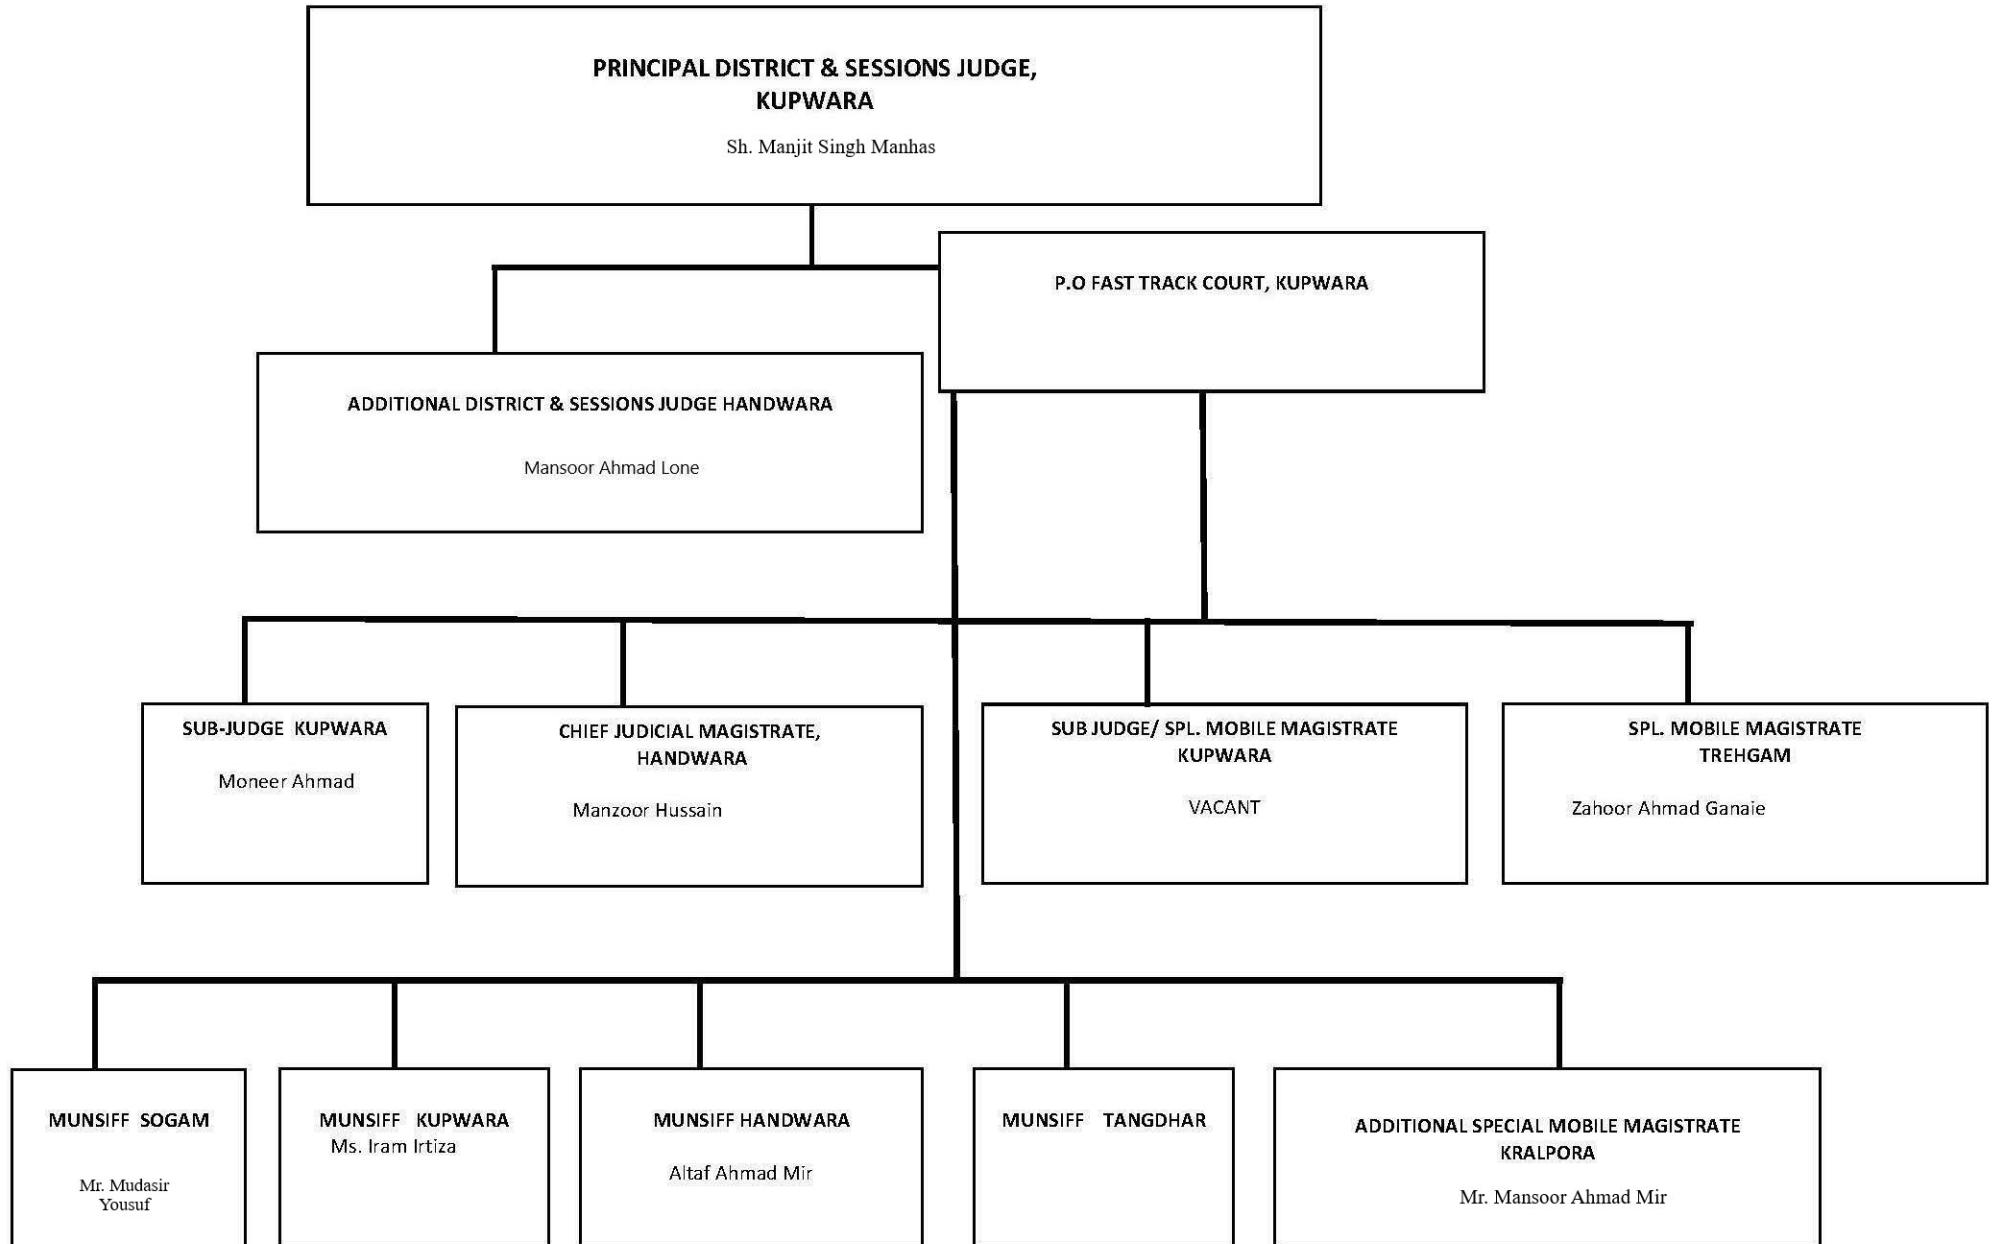 PRINCIPAL DISTRICT & SESSIONS JUDGE,
KUPWARA
Sh. Manjit Singh Manhas
P.O FAST TRACK COURT, KUPWARA
ADDITIONAL DISTRICT & SESSIONS JUDGE HANDWARA
Mansoor Ahmad Lone
SUB-JUDGE KUPWARA
Moneer Ahmad
CHIEF JUDICIAL MAGISTRATE,
HANDWARA
Manzoor Hussain
SUB JUDGE/ SPL. MOBILE MAGISTRATE
KUPWARA
VACANT
SPL. MOBILE MAGISTRATE
TREHGAM
Zahoor Ahmad Ganaie
MUNSIFF SOGAM
Mr. Mudasir
Yousuf
MUNSIFF KUPWARA
Ms. Iram Irtiza
MUNSIFF HANDWARA
Altaf Ahmad Mir
MUNSIFF TANGDHAR
ADDITIONAL SPECIAL MOBILE MAGISTRATE
KRALPORA
Mr. Mansoor Ahmad Mir